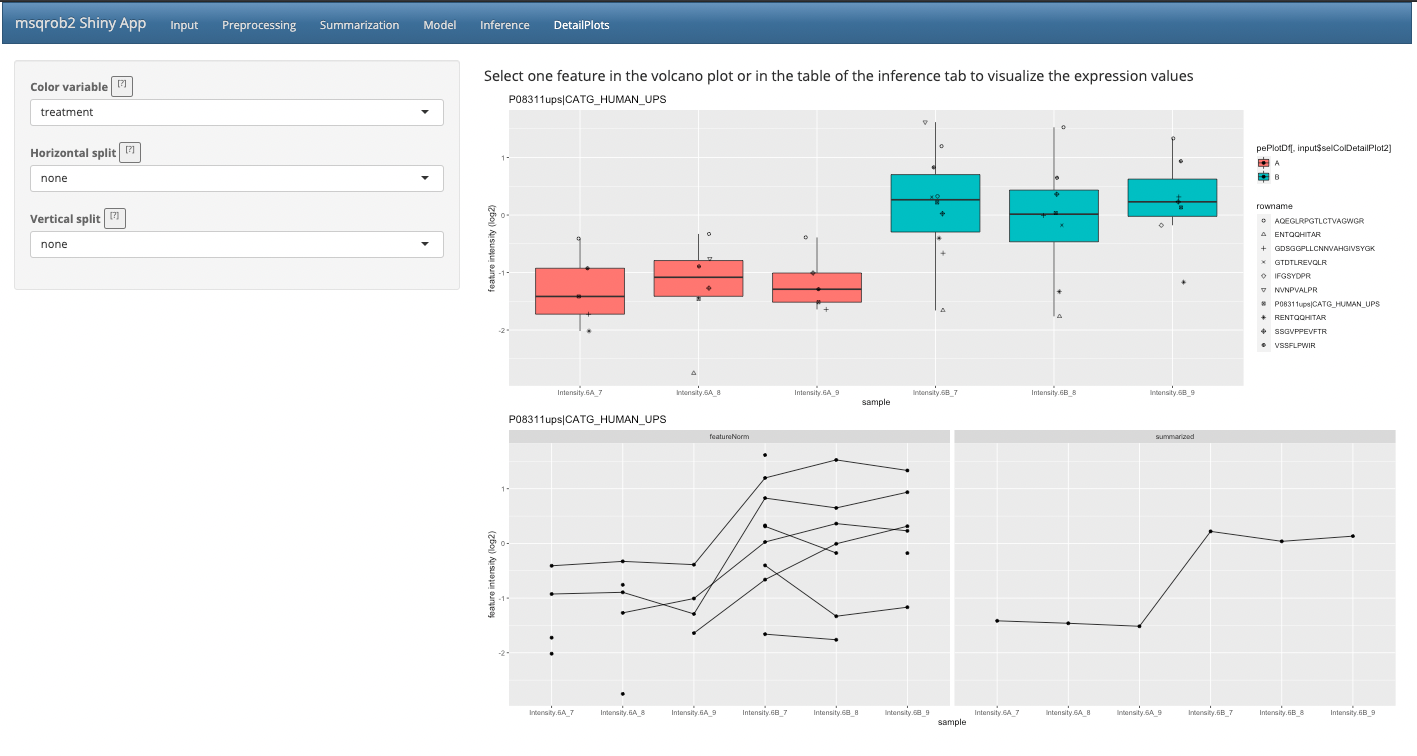 msqrob2 Shiny App Input Preprocessing Summarization Model Inference DetailPlots
Color variable [?]
treatment
Horizontal split [?]
none
Vertical split [?]
none
Select one feature in the volcano plot or in the table of the inference tab to visualize the expression values
P08311ups|CATG_HUMAN_UPS
feature intensity (log2)
1
0
-1
-2
Intensity.6A_7 Intensity.6A_8 Intensity.6A_9 Intensity.6B_7 Intensity.6B_8 Intensity.6B_9
sample
pePlotDf[, input$selColDetailPlot2]
A
B
rowname
AQEGLRPGTLCTVAGWGR
ENTQQHITAR
GDSGGPLLCNNVAHGIVSYGK
GTDTLREVQLR
IFGSYDPR
NVNPVALPR
P08311ups|CATG_HUMAN_UPS
RENTQQHITAR
SSGVPPEVFTR
VSSFLPWIR
P08311ups|CATG_HUMAN_UPS
featureNorm summarized
feature intensity (log2)
1
0
-1
-2
Intensity.6A_7 Intensity.6A_8 Intensity.6A_9 Intensity.6B_7 Intensity.6B_8 Intensity.6B_9 Intensity.6A_7 Intensity.6A_8 Intensity.6A_9 Intensity.6B_7 Intensity.6B_8 Intensity.6B_9
sample